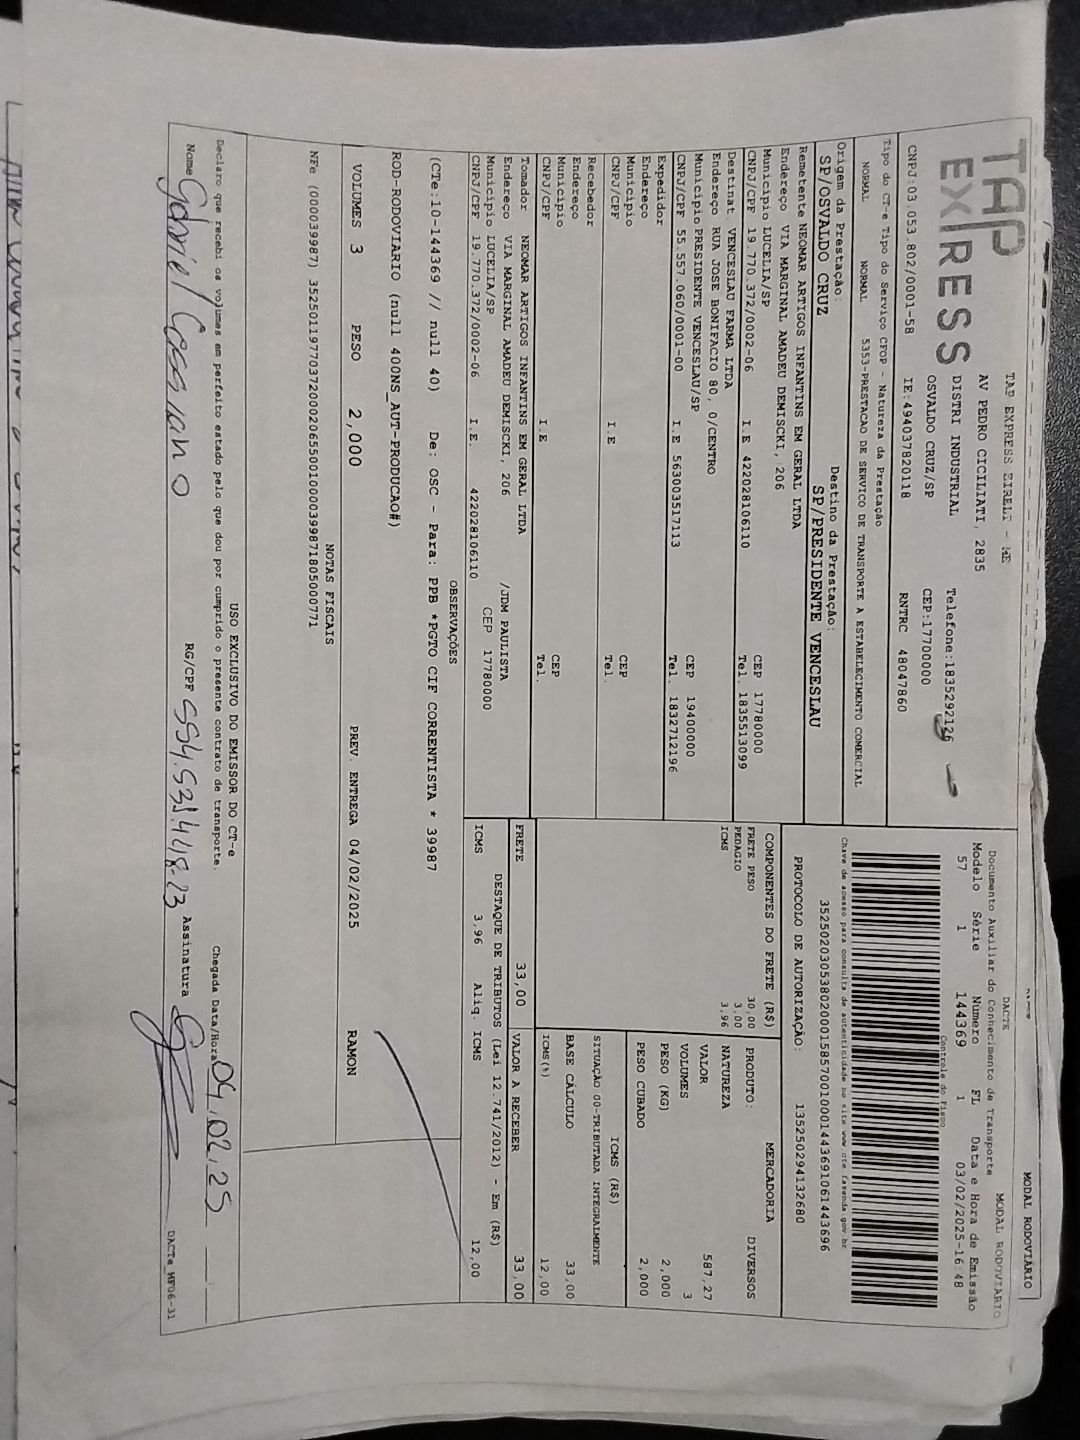 MODAL RODOVIÁRIO
TAP EXPRESS
TAP EXPRESS EIRELI - ME
AV PEDRO CICILIATI, 2835
DISTRI INDUSTRIAL
OSVALDO CRUZ/SP
Telefone:1835292126
CEP:17700000
CNPJ:03.053.802/0001-58
IE:494037820118
RNTRC 48047860
DACTE
Documento Auxiliar do Conhecimento de Transporte
MODAL RODOVIÁRIO
Modelo Série Número FL Data e Hora de Emissão
57 1 144369 1 03/02/2025-16:48
Controle do Fisco
Chave de acesso para consulta de autenticidade no site www.cte.fazenda.gov.br
35250203053802000158570010001443691061443696
PROTOCOLO DE AUTORIZAÇÃO: 135250294132680
Tipo do CT-e Tipo do Serviço CFOP - Natureza da Prestação
NORMAL NORMAL 5353-PRESTACAO DE SERVICO DE TRANSPORTE A ESTABELECIMENTO COMERCIAL
Origem da Prestação: Destino da Prestação:
SP/OSVALDO CRUZ SP/PRESIDENTE VENCESLAU
Remetente NEOMAR ARTIGOS INFANTINS EM GERAL LTDA
Endereço VIA MARGINAL AMADEU DEMISCKI, 206
Município LUCELIA/SP CEP 17780000
CNPJ/CPF 19.770.372/0002-06 I.E 422028106110 Tel. 1835513099
Destinat. VENCESLAU FARMA LTDA
Endereço RUA JOSE BONIFACIO 80, 0/CENTRO
Município PRESIDENTE VENCESLAU/SP CEP 19400000
CNPJ/CPF 55.557.060/0001-00 I.E 563003517113 Tel. 1832712196
Expedidor
Endereço
Município CEP
CNPJ/CPF I.E Tel.
Recebedor
Endereço
Município CEP
CNPJ/CPF I.E Tel.
Tomador NEOMAR ARTIGOS INFANTINS EM GERAL LTDA
Endereço VIA MARGINAL AMADEU DEMISCKI, 206 /JDM PAULISTA
Município LUCELIA/SP CEP 17780000
CNPJ/CPF 19.770.372/0002-06 I.E. 422028106110
COMPONENTES DO FRETE (R$)
FRETE PESO 30,00
PEDAGIO 3,00
ICMS 3,96
MERCADORIA
PRODUTO: DIVERSOS
NATUREZA
VALOR 587,27
VOLUMES 3
PESO (KG) 2,000
PESO CUBADO 2,000
ICMS (R$)
SITUAÇÃO 00-TRIBUTADA INTEGRALMENTE
BASE CÁLCULO 33,00
ICMS(%) 12,00
FRETE 33,00 VALOR A RECEBER 33,00
DESTAQUE DE TRIBUTOS (Lei 12.741/2012) - Em (R$)
ICMS 3,96 Aliq. ICMS 12,00
OBSERVAÇÕES
(CTe:10-144369 // null 40) De: OSC - Para: PPB *PGTO CIF CORRENTISTA * 39987
ROD-RODOVIARIO (null 400NS_AUT-PRODUCAO#)
VOLUMES 3 PESO 2,000 PREV. ENTREGA 04/02/2025 RAMON
NOTAS FISCAIS
NFe (000039987) 35250119770372000206550010000399871805000771
USO EXCLUSIVO DO EMISSOR DO CT-e
Declaro que recebi os volumes em perfeito estado pelo que dou por cumprido o presente contrato de transporte. Chegada Data/Hora 04.02.25
Nome Gabriel Cassiano RG/CPF 554.531.448-23 Assinatura
DACTe_MF06-31